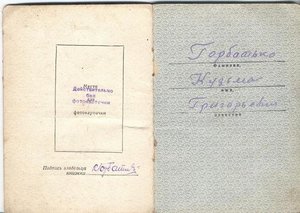 Место
Действительно
без
фотокарточки
фотокарточки
Подпись владельца
книжки
Горбатько
фамилия,
Кузьма
имя,
Григорьевич
отчество